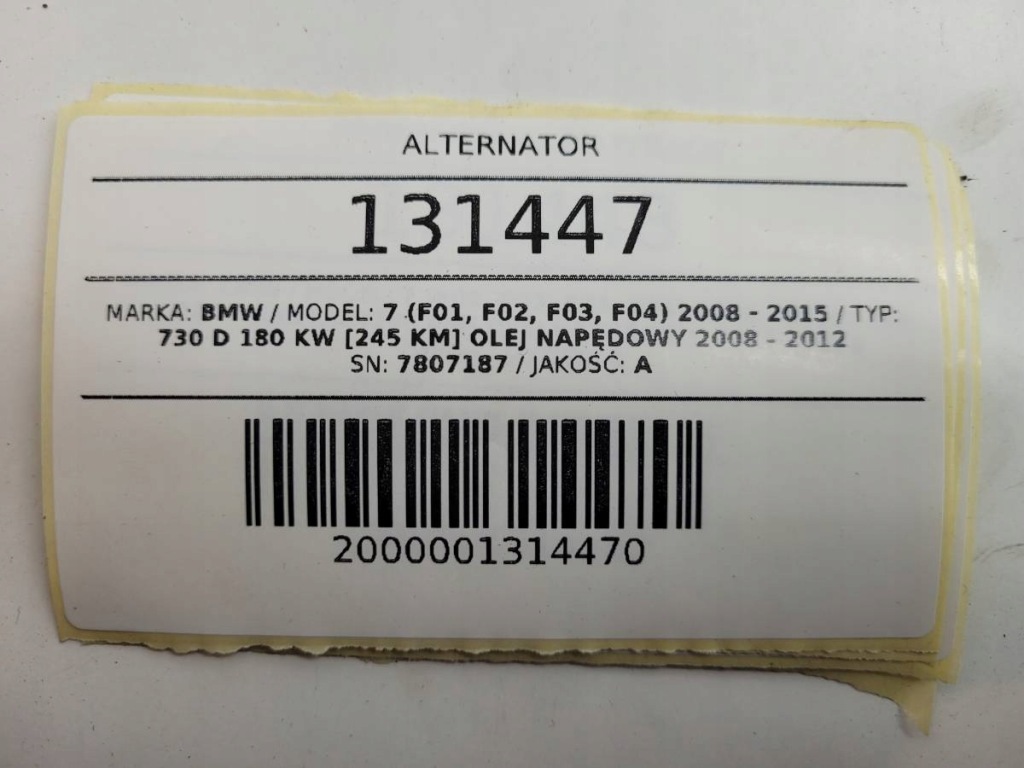 ALTERNATOR
131447
MARKA: BMW / MODEL: 7 (F01, F02, F03, F04) 2008 - 2015 / TYP:
730 D 180 KW [245 KM] OLEJ NAPĘDOWY 2008 - 2012
SN: 7807187 / JAKOŚĆ: A
2000001314470